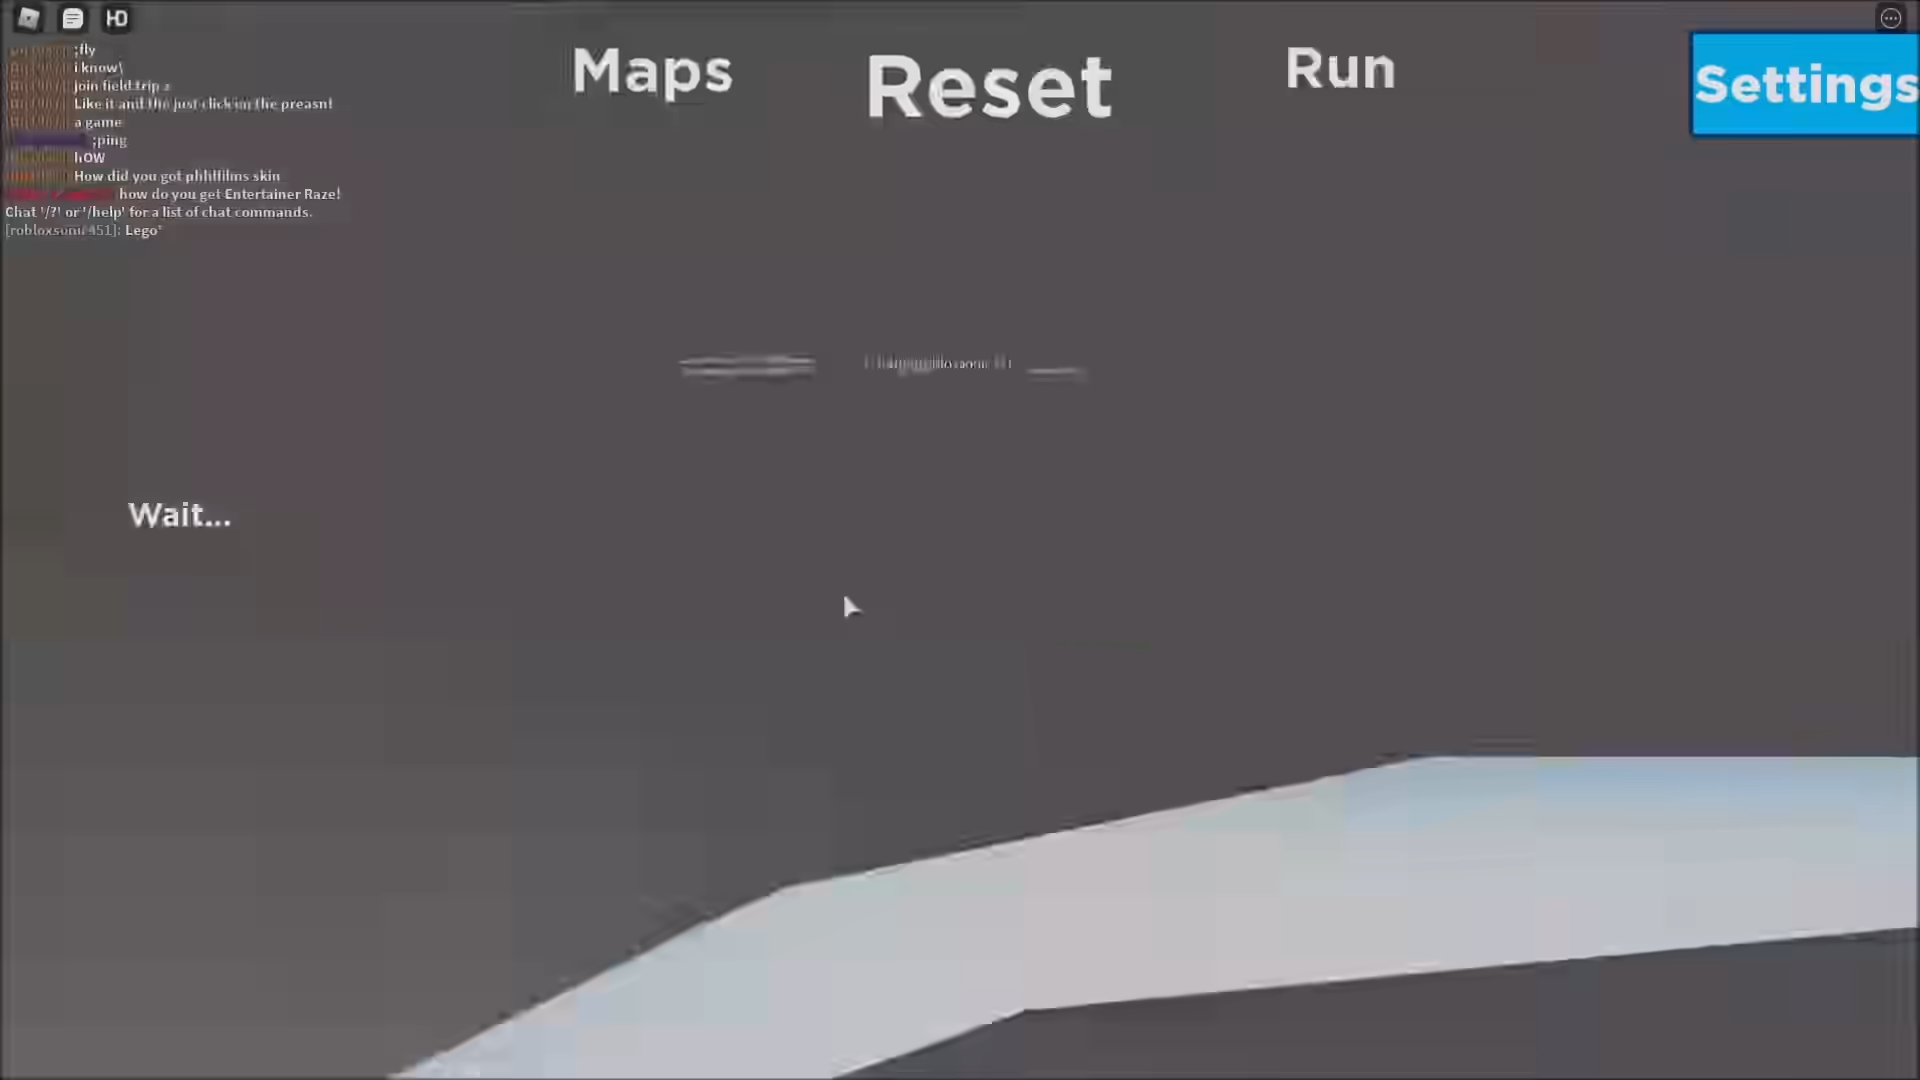 HD
;fly
i know\
join field trip z
Like it and the just click on the preasnt
a game
;ping
hOW
How did you got phhffilms skin
how do you get Entertainer Raze!
Chat '/?' or '/help' for a list of chat commands.
Lego
Maps
Reset
Run
Settings
Wait...